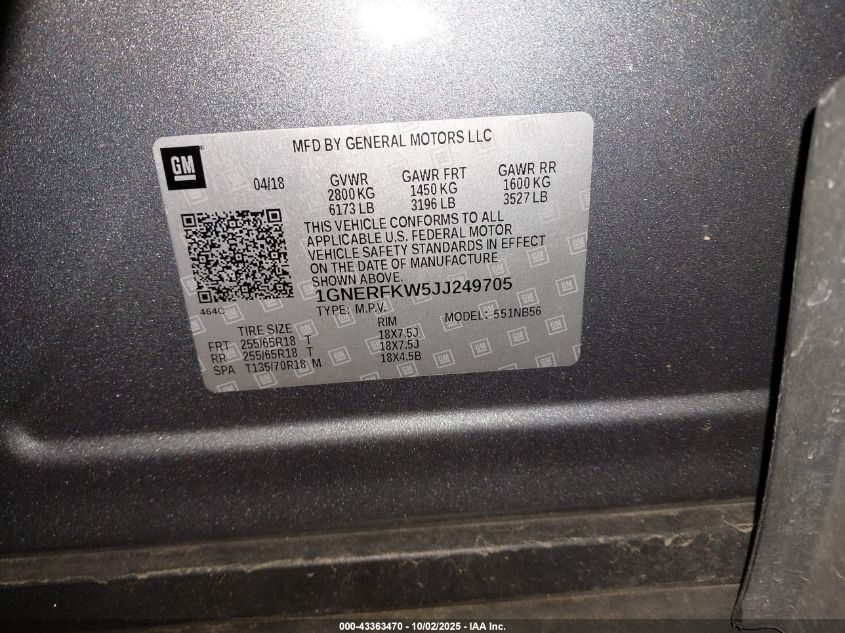 MFD BY GENERAL MOTORS LLC
GM
04/18
GVWR GAWR FRT GAWR RR
2800 KG 1450 KG 1600 KG
6173 LB 3196 LB 3527 LB
THIS VEHICLE CONFORMS TO ALL
APPLICABLE U.S. FEDERAL MOTOR
VEHICLE SAFETY STANDARDS IN EFFECT
ON THE DATE OF MANUFACTURE
SHOWN ABOVE.
1GNERFKW5JJ249705
464C
TYPE: M.P.V. MODEL: 551NB56
TIRE SIZE RIM
FRT 255/65R18 T 18X7.5J
RR 255/65R18 T 18X7.5J
SPA T135/70R18 M 18X4.5B
000-43363470 - 10/02/2025 - IAA Inc.